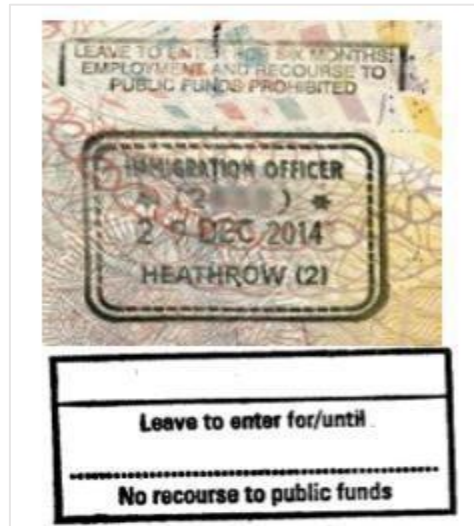 LEAVE TO ENTER FOR SIX MONTHS:
EMPLOYMENT AND RECOURSE TO
PUBLIC FUNDS PROHIBITED
IMMIGRATION OFFICER
* (2 ) *
2 DEC 2014
HEATHROW (2)
Leave to enter for/until
No recourse to public funds